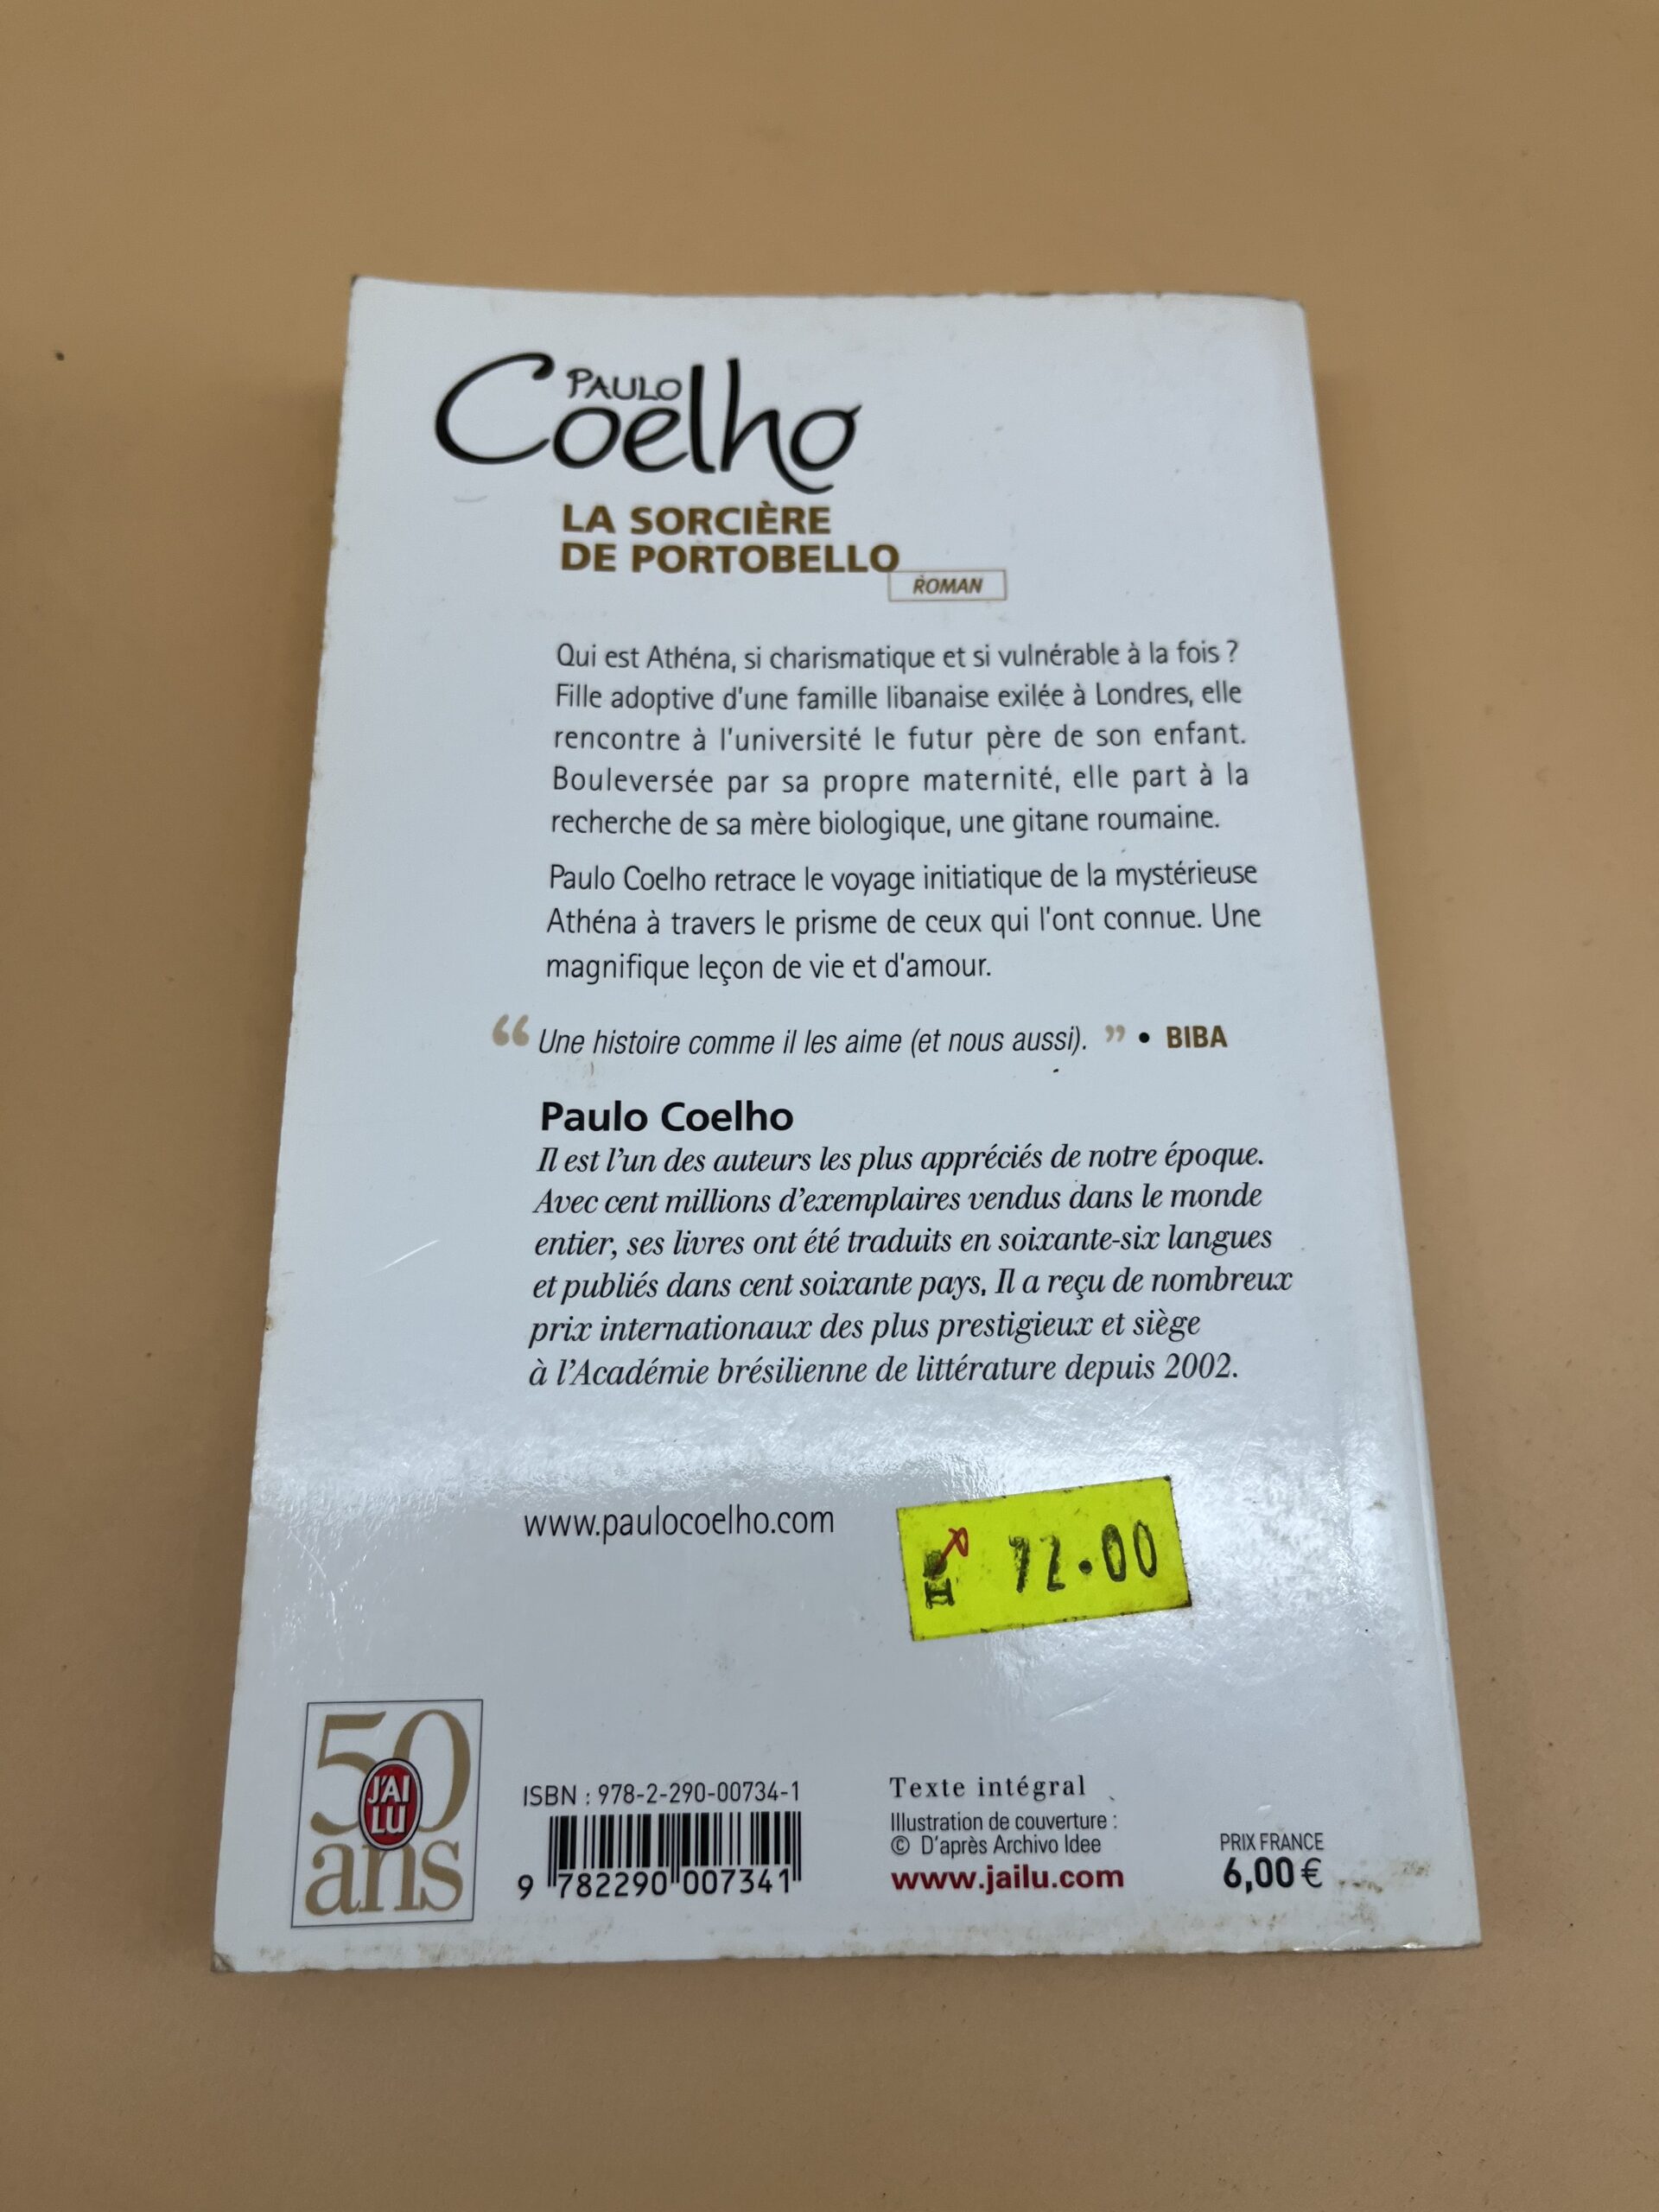 PAULO
Coelho
LA SORCIÈRE
DE PORTOBELLO
ROMAN
Qui est Athéna, si charismatique et si vulnérable à la fois ?
Fille adoptive d'une famille libanaise exilée à Londres, elle
rencontre à l'université le futur père de son enfant.
Bouleversée par sa propre maternité, elle part à la
recherche de sa mère biologique, une gitane roumaine.
Paulo Coelho retrace le voyage initiatique de la mystérieuse
Athéna à travers le prisme de ceux qui l'ont connue. Une
magnifique leçon de vie et d'amour.
“ Une histoire comme il les aime (et nous aussi). ” • BIBA
Paulo Coelho
Il est l'un des auteurs les plus appréciés de notre époque.
Avec cent millions d'exemplaires vendus dans le monde
entier, ses livres ont été traduits en soixante-six langues
et publiés dans cent soixante pays. Il a reçu de nombreux
prix internationaux des plus prestigieux et siège
à l'Académie brésilienne de littérature depuis 2002.
www.paulocoelho.com
50
J'AI
LU
ans
ISBN : 978-2-290-00734-1
9 782290 007341
Texte intégral
Illustration de couverture :
© D'après Archivo Idee
www.jailu.com
PRIX FRANCE
6,00 €